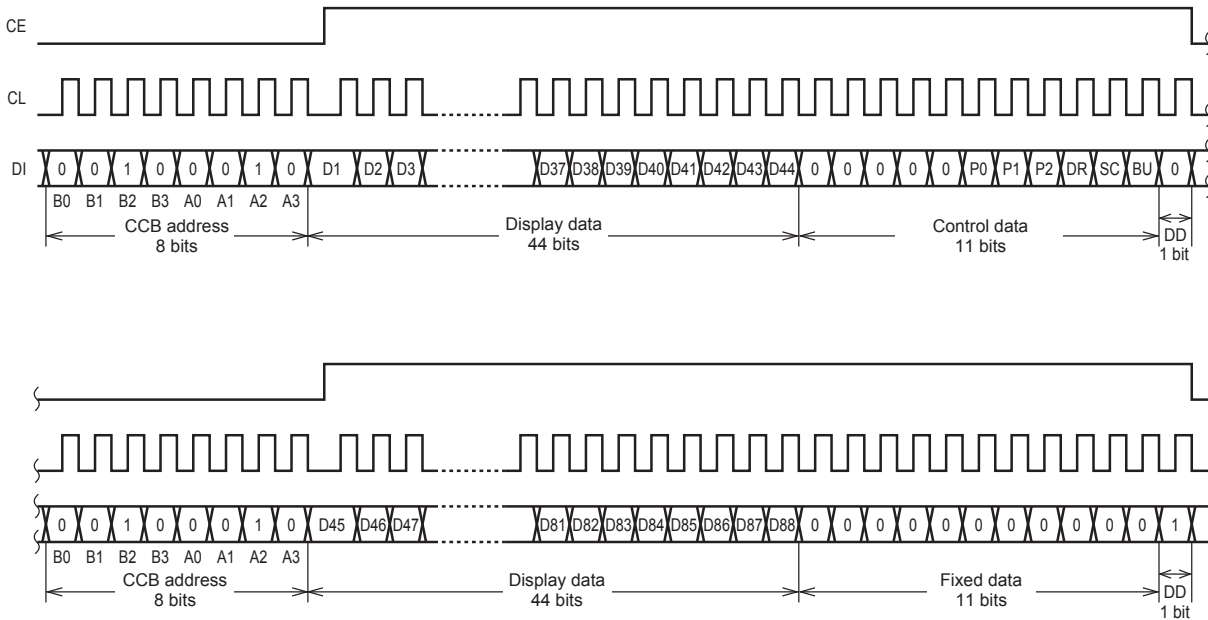 CE
CL
DI 0 0 1 0 0 0 1 0 D1 D2 D3 D37 D38 D39 D40 D41 D42 D43 D44 0 0 0 0 0 P0 P1 P2 DR SC BU 0
B0 B1 B2 B3 A0 A1 A2 A3
CCB address
8 bits
Display data
44 bits
Control data
11 bits
DD
1 bit
0 0 1 0 0 0 1 0 D45 D46 D47 D81 D82 D83 D84 D85 D86 D87 D88 0 0 0 0 0 0 0 0 0 0 0 1
B0 B1 B2 B3 A0 A1 A2 A3
CCB address
8 bits
Display data
44 bits
Fixed data
11 bits
DD
1 bit